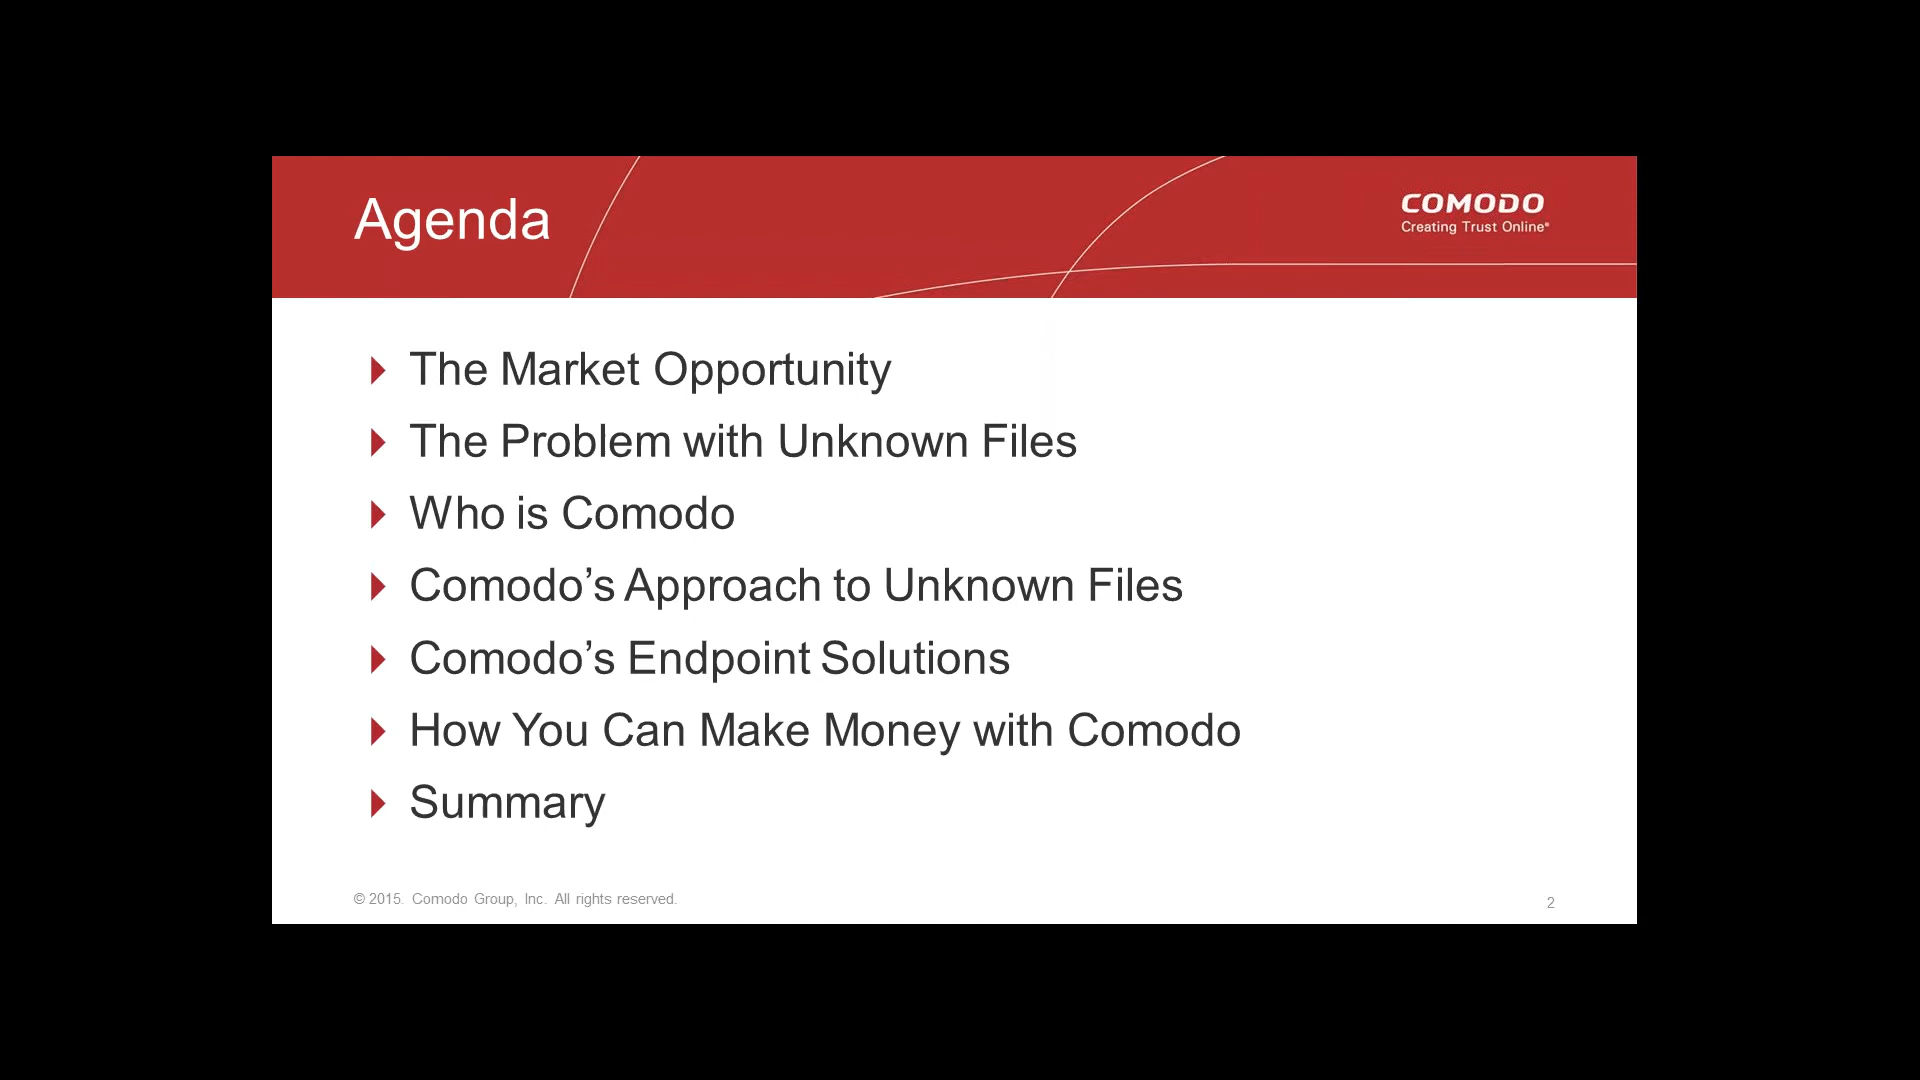 Agenda
COMODO
Creating Trust Online®
The Market Opportunity
The Problem with Unknown Files
Who is Comodo
Comodo’s Approach to Unknown Files
Comodo’s Endpoint Solutions
How You Can Make Money with Comodo
Summary
© 2015. Comodo Group, Inc. All rights reserved.
2